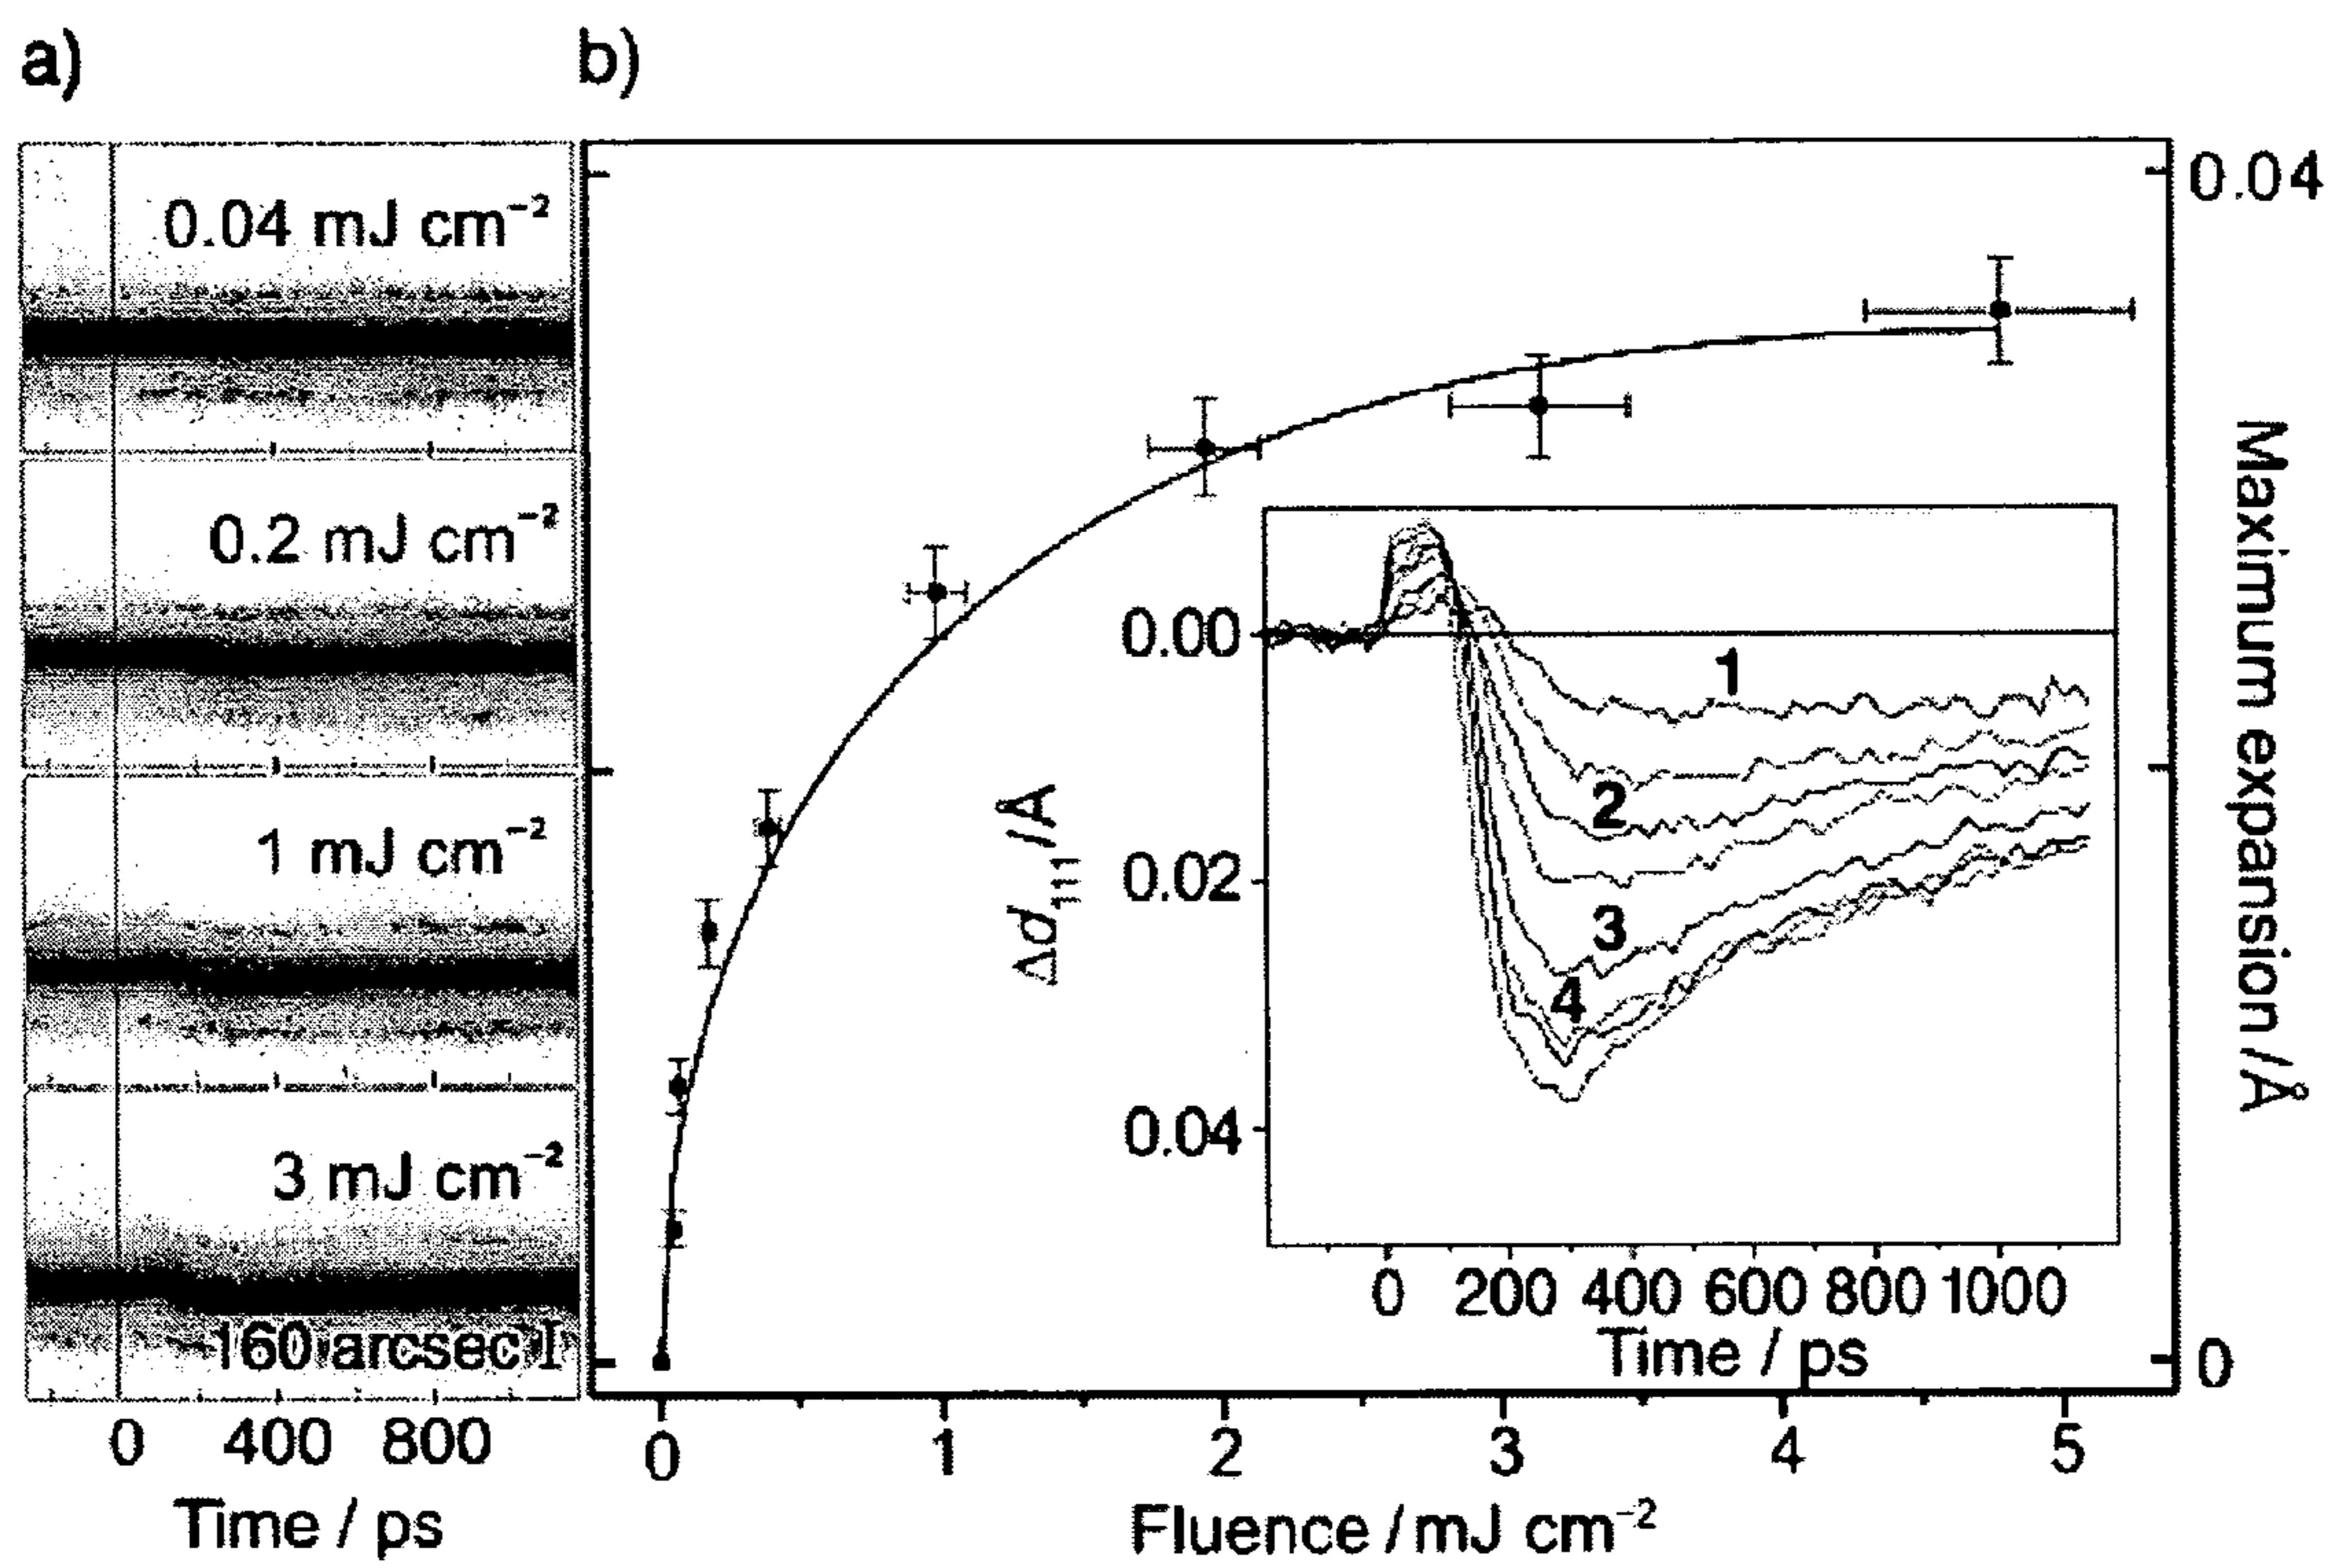 a)
b)
0.04 mJ cm⁻²
0.2 mJ cm⁻²
1 mJ cm⁻²
3 mJ cm⁻²
160 arcsec I
0 400 800
Time / ps
0.04
0
Maximum expansion /Å
0 1 2 3 4 5
Fluence / mJ cm⁻²
0.00
0.02
0.04
Δd₁₁₁ /Å
1
2
3
4
0 200 400 600 800 1000
Time / ps